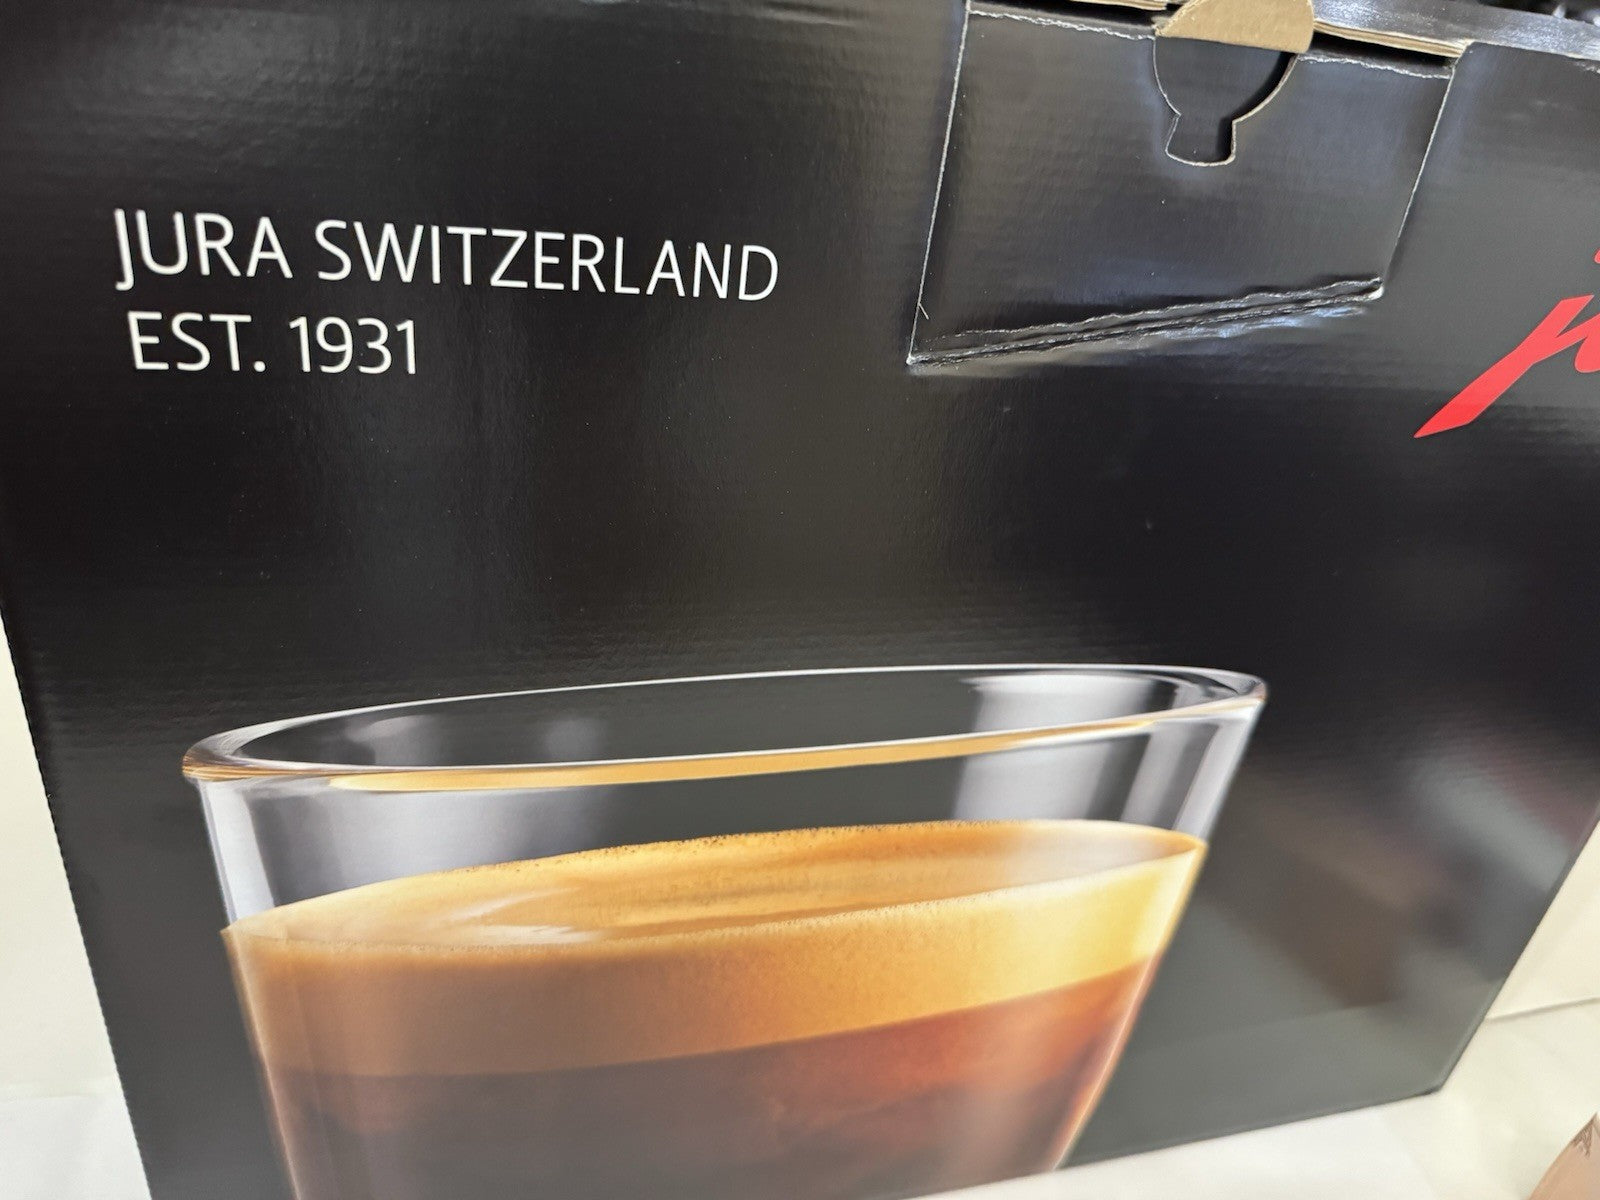 JURA SWITZERLAND
EST. 1931